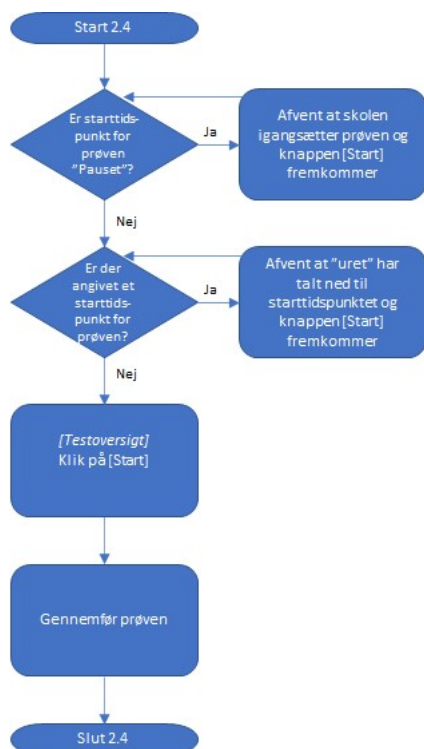 Start 2.4
Er starttids-
punkt for
prøven
"Pauset"?
Ja
Afvent at skolen
igangsætter prøven og
knappen [Start]
fremkommer
Nej
Er der
angivet et
starttids-
punkt for
prøven?
Ja
Afvent at "uret" har
talt ned til
starttidspunktet og
knappen [Start]
fremkommer
Nej
[Testoversigt]
Klik på [Start]
Gennemfør prøven
Slut 2.4